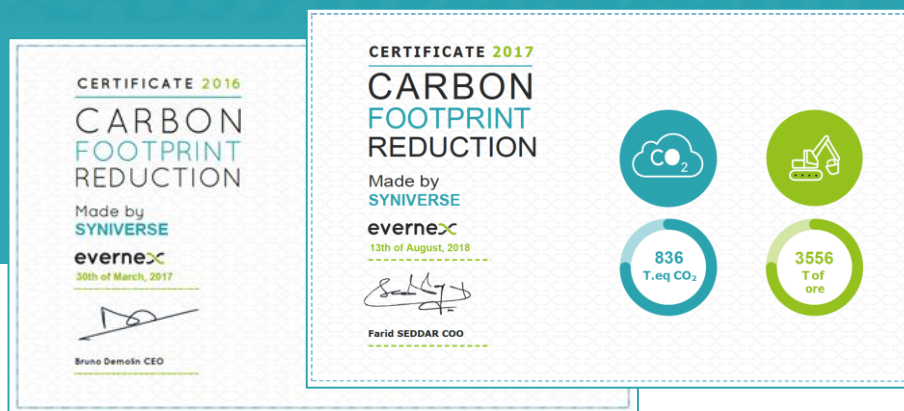 CERTIFICATE 2016
CARBON
FOOTPRINT
REDUCTION
Made by
SYNIVERSE
evernex
30th of March, 2017
Bruno Demolin CEO
CERTIFICATE 2017
CARBON
FOOTPRINT
REDUCTION
Made by
SYNIVERSE
evernex
13th of August, 2018
Farid SEDDAR COO
CO₂
836
T.eq CO₂
3556
T of
ore